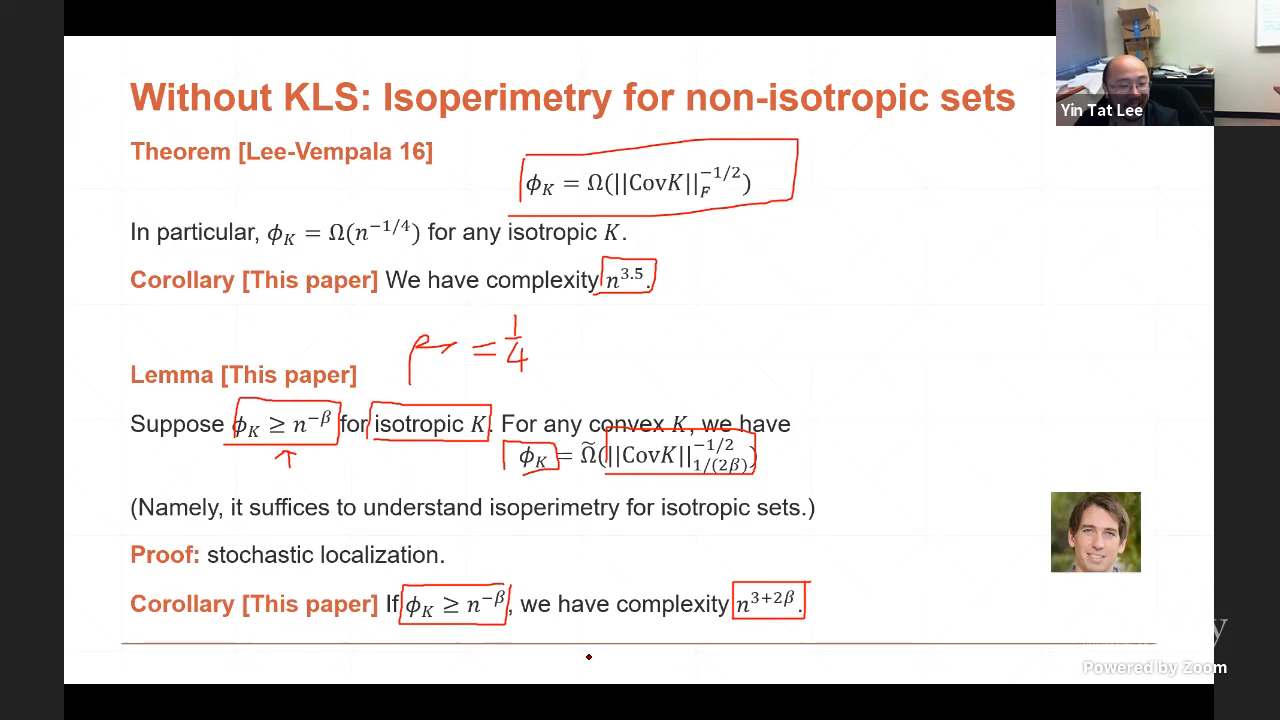 Without KLS: Isoperimetry for non-isotropic sets
Yin Tat Lee
Theorem [Lee-Vempala 16]
ϕ_K = Ω(||CovK||_F^{-1/2})
In particular, ϕ_K = Ω(n^{-1/4}) for any isotropic K.
Corollary [This paper] We have complexity n^{3.5}.
= 1/4
Lemma [This paper]
Suppose ϕ_K ≥ n^{-β} for isotropic K. For any convex K, we have
ϕ_K = Ω̃(||CovK||_{1/(2β)}^{-1/2})
(Namely, it suffices to understand isoperimetry for isotropic sets.)
Proof: stochastic localization.
Corollary [This paper] If ϕ_K ≥ n^{-β}, we have complexity n^{3+2β}.
Powered by Zoom